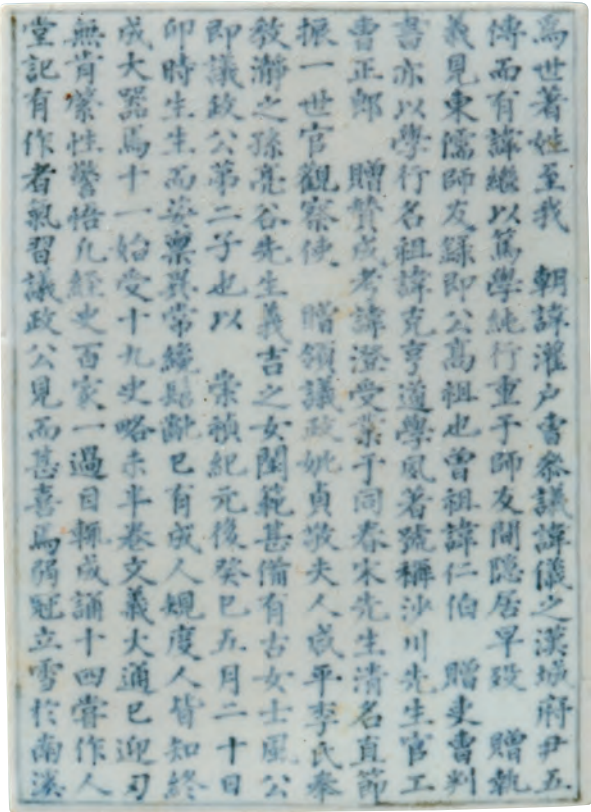 爲世著姓至我 朝諱灌戶曹叅議諱儀之漢城府尹五
傳而有諱繼以篤學純行重于師友間隱居早歿 贈執
義見東儒師友録即公高祖也曾祖諱仁伯 贈吏曹判
書亦以學行名祖諱克亨道學風著號稱沙川先生官工
曹正郎 贈贊成考諱澄受業于同春宋先生清名直節
振一世官觀察使 贈領議政妣貞敬夫人咸平李氏奉
敎瀞之孫亮谷先生義吉之女閨範甚備有古女士風公
即議政公第二子也以 崇禎紀元後癸巳五月二十日
卯時生生而姿禀異常纔髫齔已有成人規度人皆知終
成大器焉十一始受十九史略未半卷文義大通已迎刃
無肯綮性警悟凡經史百家一過目輒成誦十四嘗作人
堂記有作者氣習議政公見而甚喜焉弱冠立雪於南溪